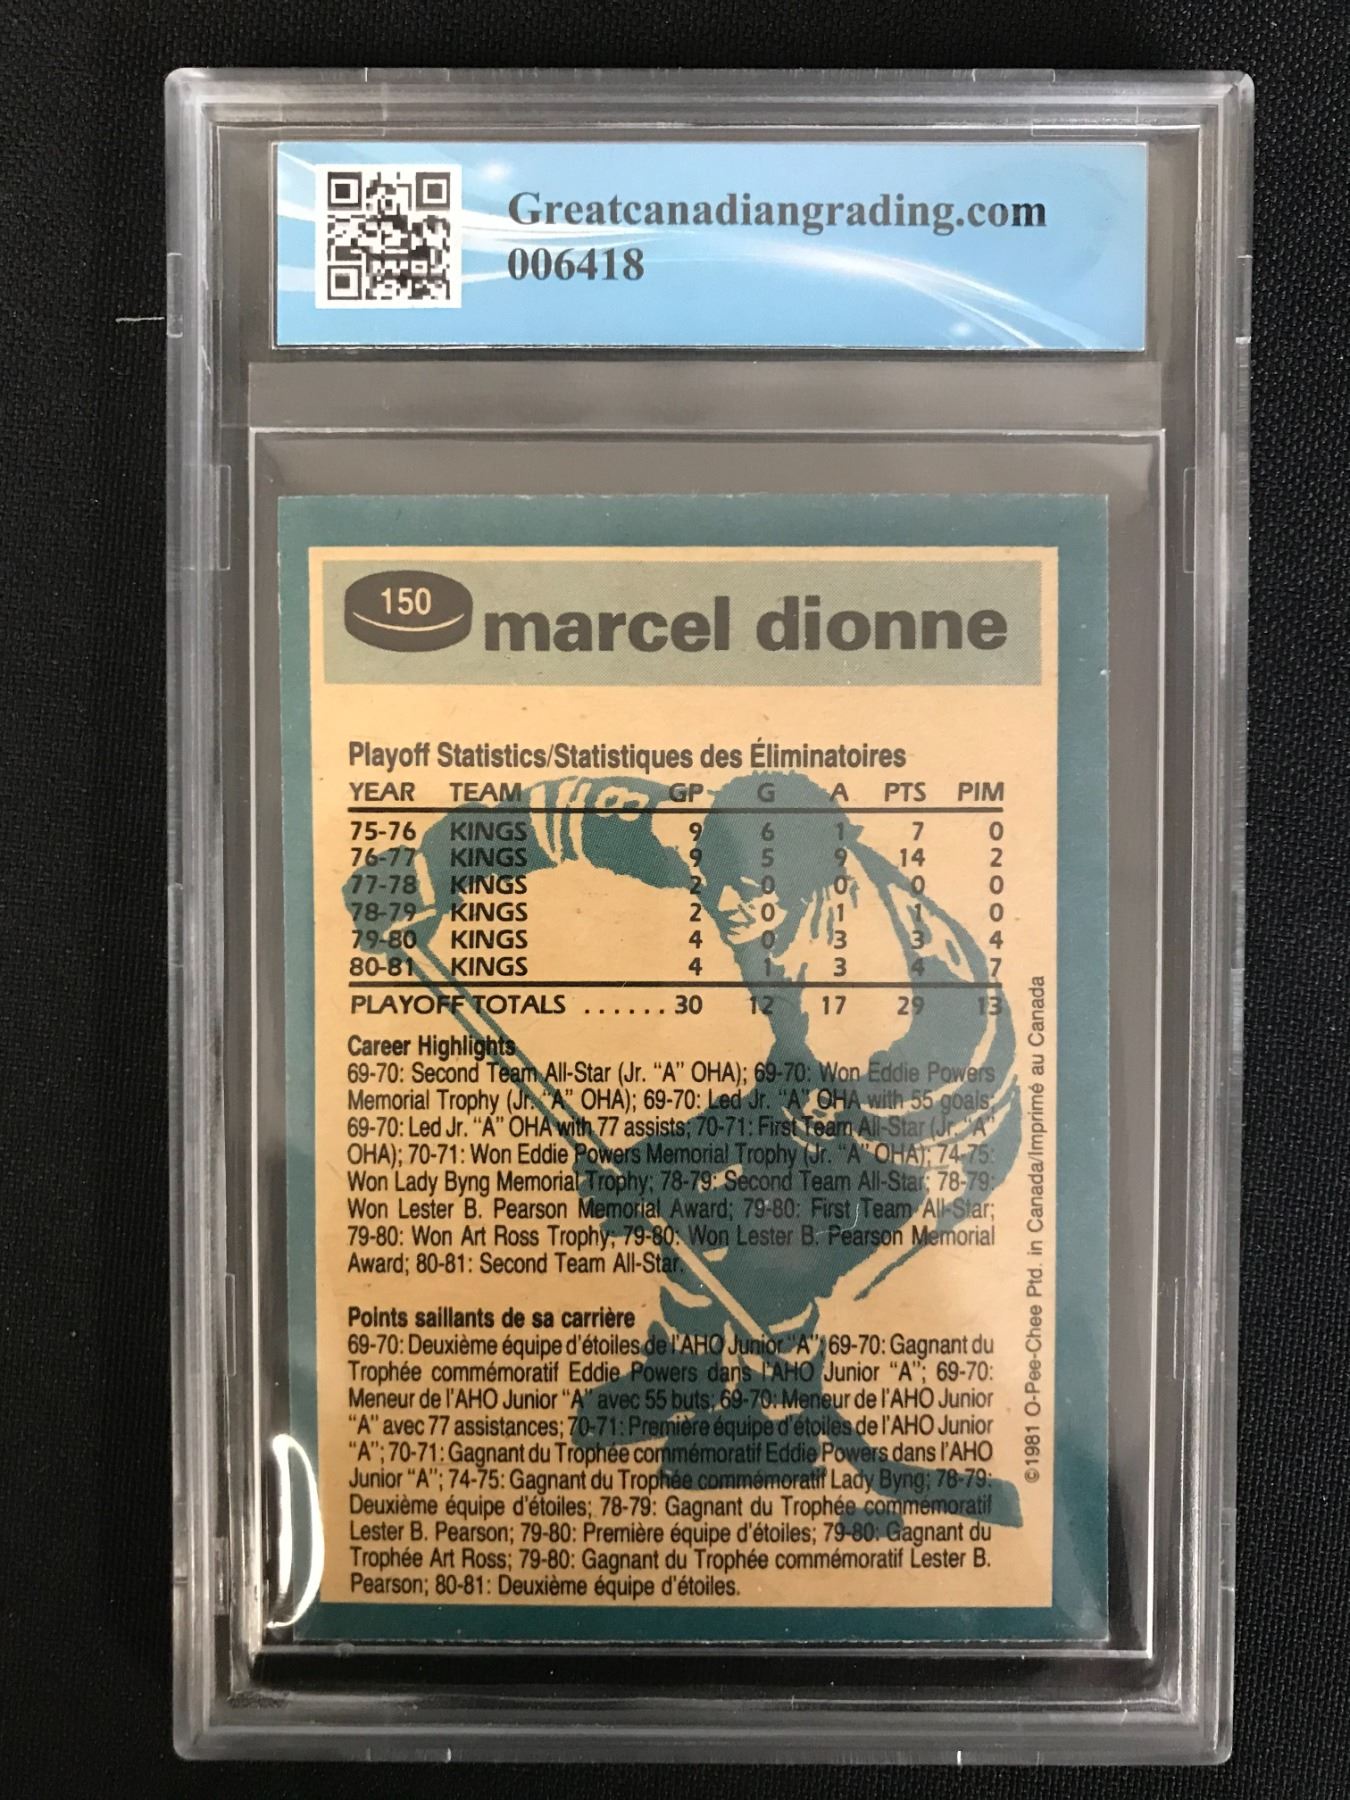 Greatcanadiangrading.com
006418
150
marcel dionne
Playoff Statistics/Statistiques des Éliminatoires
YEAR TEAM GP G A PTS PIM
75-76 KINGS 9 6 1 7 0
76-77 KINGS 9 5 9 14 2
77-78 KINGS 2 0 0 0 0
78-79 KINGS 2 0 1 1 0
79-80 KINGS 4 0 3 3 4
80-81 KINGS 4 1 3 4 7
PLAYOFF TOTALS ...... 30 12 17 29 13
Career Highlights
69-70: Second Team All-Star (Jr. "A" OHA); 69-70: Won Eddie Powers
Memorial Trophy (Jr. "A" OHA); 69-70: Led Jr. "A" OHA with 55 goals;
69-70: Led Jr. "A" OHA with 77 assists; 70-71: First Team All-Star (Jr. "A"
OHA); 70-71: Won Eddie Powers Memorial Trophy (Jr. "A" OHA); 74-75:
Won Lady Byng Memorial Trophy; 78-79: Second Team All-Star; 78-79:
Won Lester B. Pearson Memorial Award; 79-80: First Team All-Star;
79-80: Won Art Ross Trophy; 79-80: Won Lester B. Pearson Memorial
Award; 80-81: Second Team All-Star.
Points saillants de sa carrière
69-70: Deuxième équipe d'étoiles de l'AHO Junior "A"; 69-70: Gagnant du
Trophée commémoratif Eddie Powers dans l'AHO Junior "A"; 69-70:
Meneur de l'AHO Junior "A" avec 55 buts; 69-70: Meneur de l'AHO Junior
"A" avec 77 assistances; 70-71: Première équipe d'étoiles de l'AHO Junior
"A"; 70-71: Gagnant du Trophée commémoratif Eddie Powers dans l'AHO
Junior "A"; 74-75: Gagnant du Trophée commémoratif Lady Byng; 78-79:
Deuxième équipe d'étoiles; 78-79: Gagnant du Trophée commémoratif
Lester B. Pearson; 79-80: Première équipe d'étoiles; 79-80: Gagnant du
Trophée Art Ross; 79-80: Gagnant du Trophée commémoratif Lester B.
Pearson; 80-81: Deuxième équipe d'étoiles.
©1981 O-Pee-Chee Ptd. in Canada/Imprimé au Canada